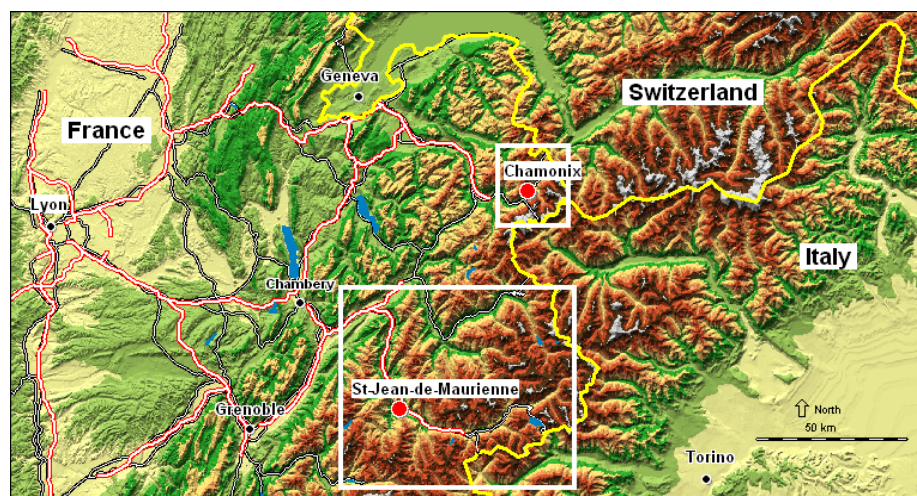 Geneva
Switzerland
France
Chamonix
Lyon
Italy
Chambery
St-Jean-de-Maurienne
Grenoble
North
50 km
Torino